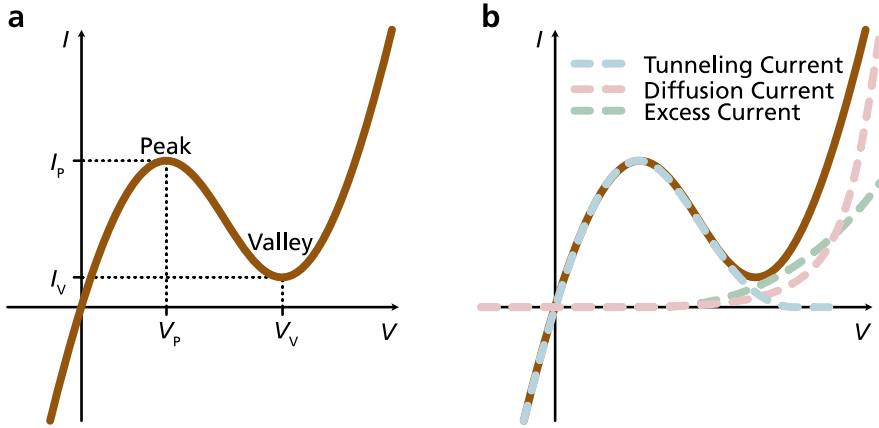 a
I
Peak
I_P
Valley
I_V
V_P
V_V
V
b
I
Tunneling Current
Diffusion Current
Excess Current
V